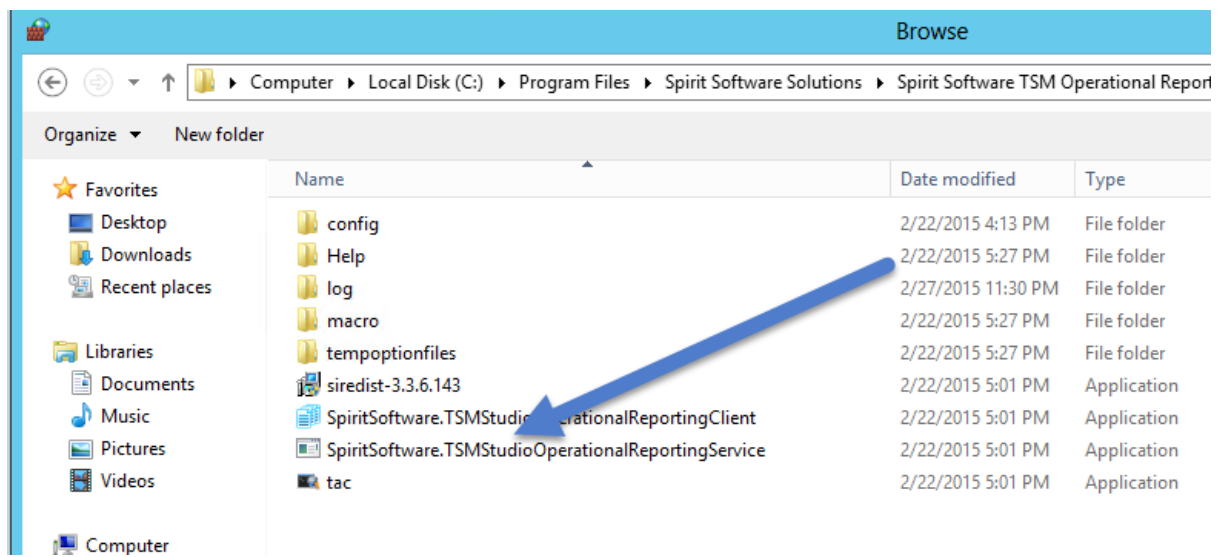 Browse
Computer Local Disk (C:) Program Files Spirit Software Solutions Spirit Software TSM Operational Report
Organize New folder
Name Date modified Type
Favorites
Desktop
Downloads
Recent places
Libraries
Documents
Music
Pictures
Videos
Computer
config 2/22/2015 4:13 PM File folder
Help 2/22/2015 5:27 PM File folder
log 2/27/2015 11:30 PM File folder
macro 2/22/2015 5:27 PM File folder
tempoptionfiles 2/22/2015 5:27 PM File folder
siredist-3.3.6.143 2/22/2015 5:01 PM Application
SpiritSoftware.TSMStudioOperationalReportingClient 2/22/2015 5:01 PM Application
SpiritSoftware.TSMStudioOperationalReportingService 2/22/2015 5:01 PM Application
tac 2/22/2015 5:01 PM Application